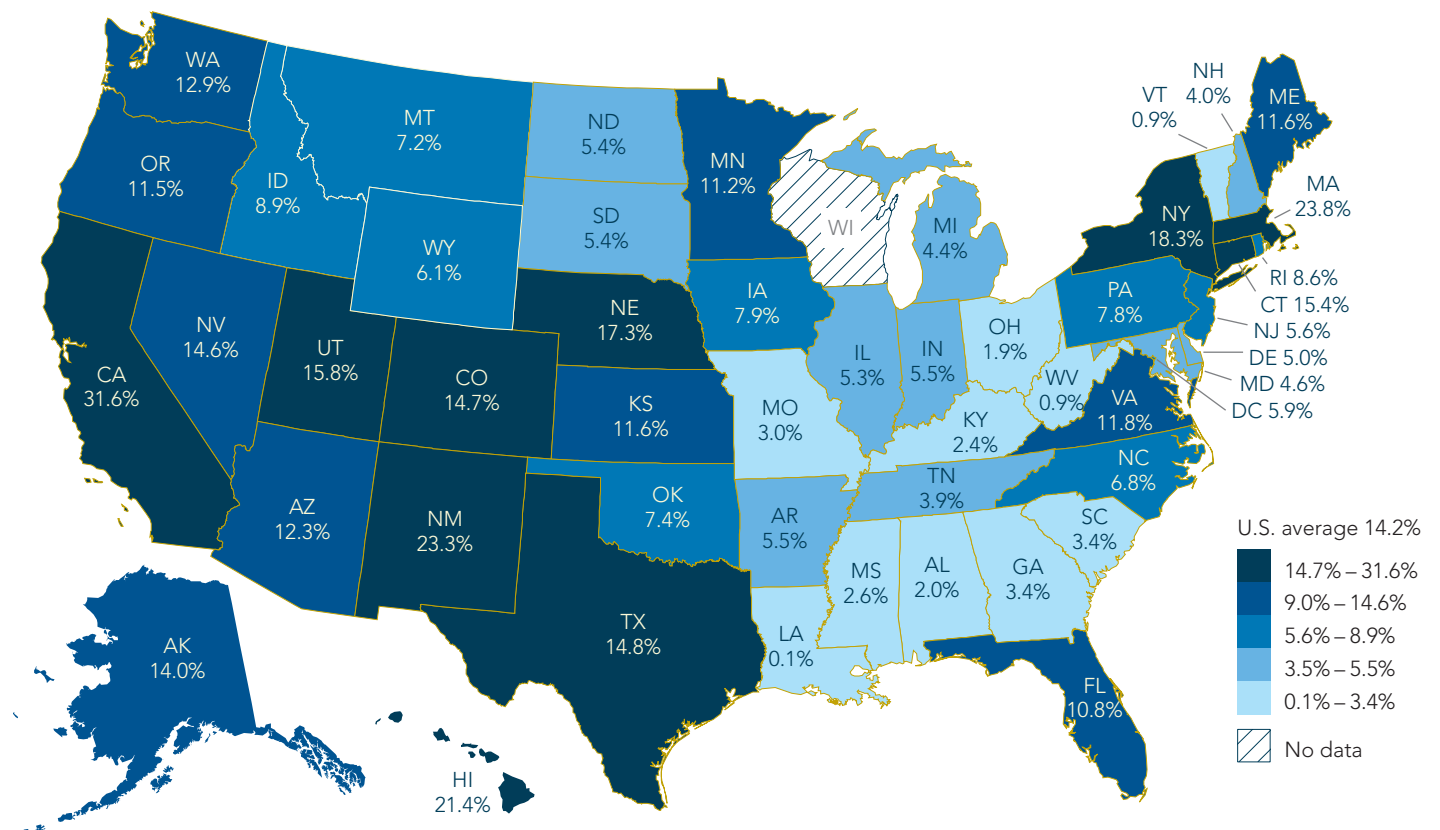 WA
12.9%
OR
11.5%
CA
31.6%
ID
8.9%
NV
14.6%
MT
7.2%
WY
6.1%
UT
15.8%
AZ
12.3%
CO
14.7%
NM
23.3%
ND
5.4%
SD
5.4%
NE
17.3%
KS
11.6%
OK
7.4%
TX
14.8%
MN
11.2%
IA
7.9%
MO
3.0%
AR
5.5%
LA
0.1%
WI
IL
5.3%
MI
4.4%
IN
5.5%
OH
1.9%
KY
2.4%
TN
3.9%
MS
2.6%
AL
2.0%
GA
3.4%
FL
10.8%
SC
3.4%
NC
6.8%
VA
11.8%
WV
0.9%
PA
7.8%
NY
18.3%
VT
0.9%
NH
4.0%
ME
11.6%
MA
23.8%
RI 8.6%
CT 15.4%
NJ 5.6%
DE 5.0%
MD 4.6%
DC 5.9%
AK
14.0%
HI
21.4%
U.S. average 14.2%
14.7% – 31.6%
9.0% – 14.6%
5.6% – 8.9%
3.5% – 5.5%
0.1% – 3.4%
No data